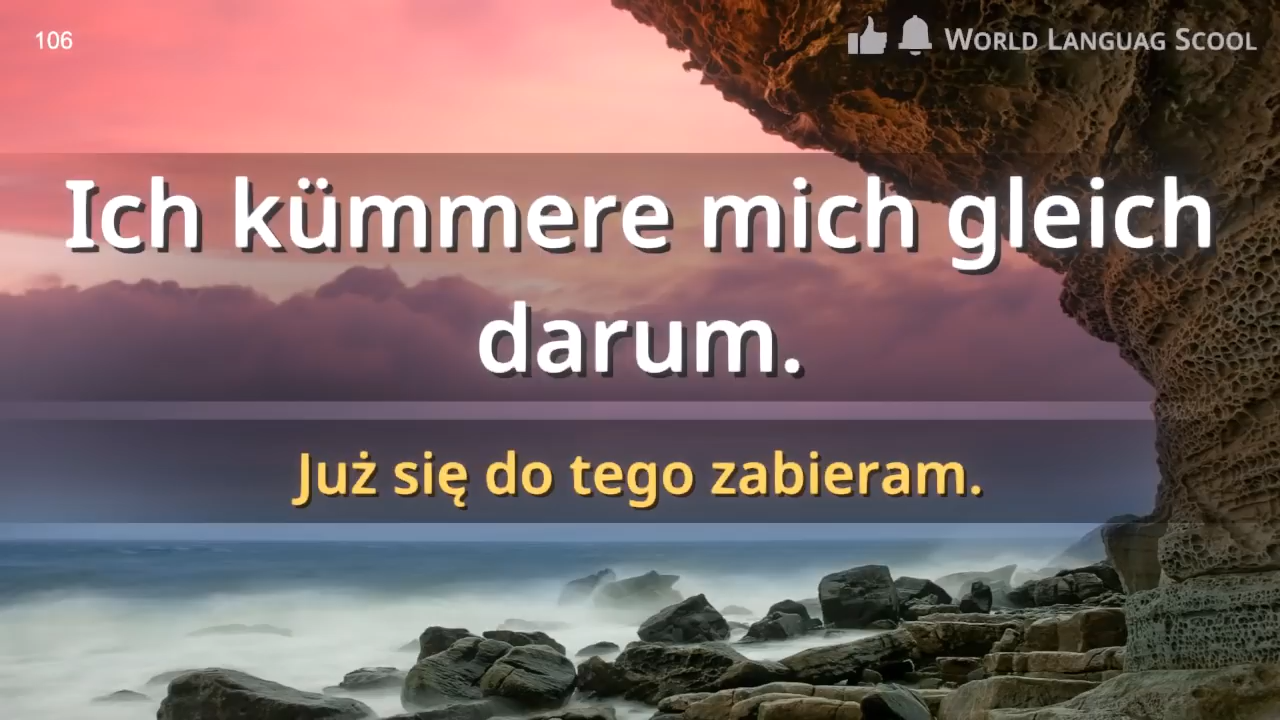 106
World Languag Scool
Ich kümmere mich gleich
darum.
Już się do tego zabieram.